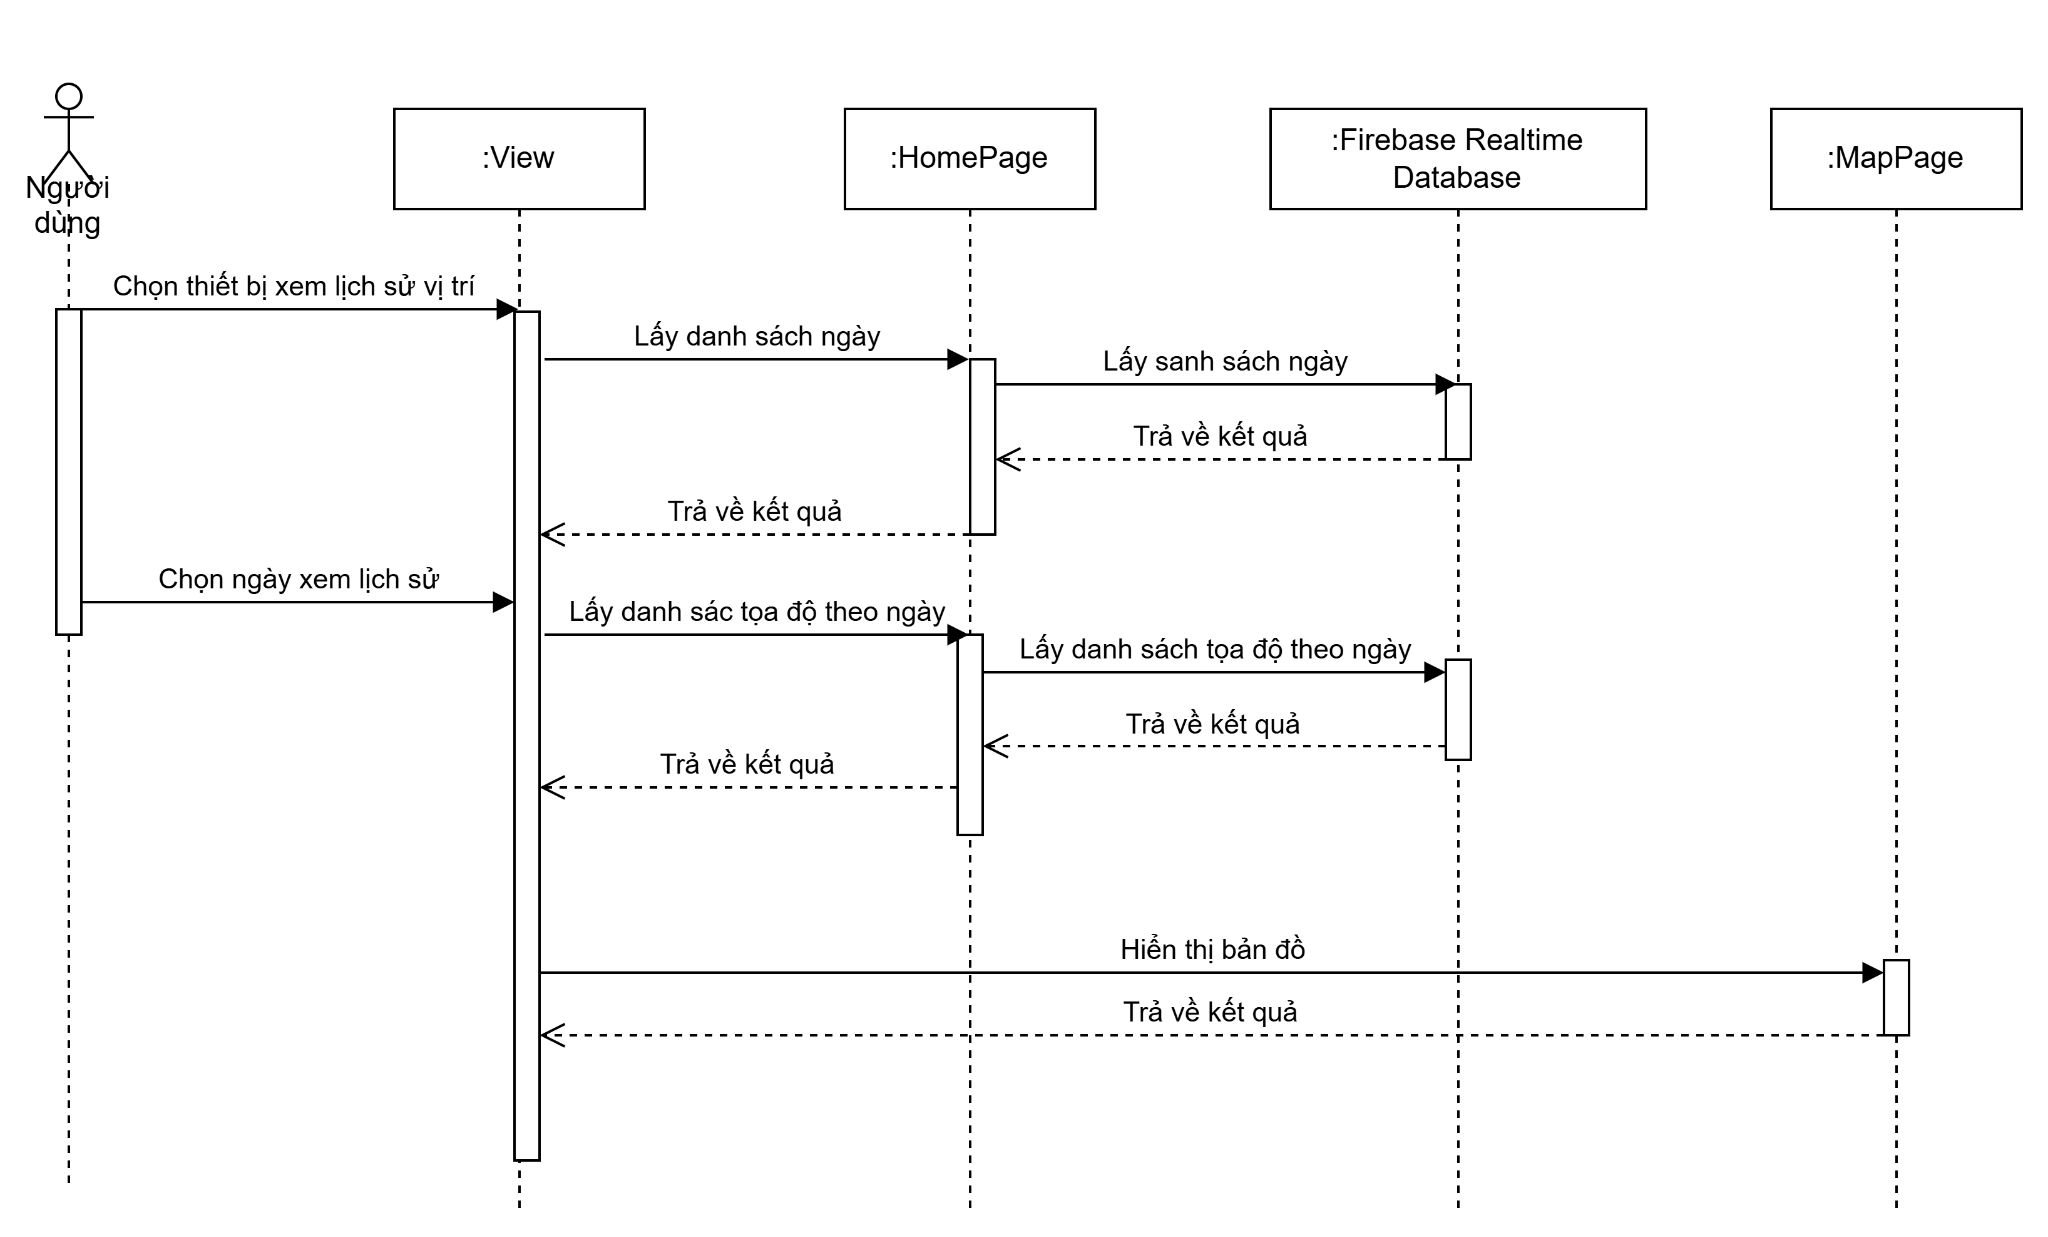 Người
dùng
:View
:HomePage
:Firebase Realtime
Database
:MapPage
Chọn thiết bị xem lịch sử vị trí
Lấy danh sách ngày
Lấy sanh sách ngày
Trả về kết quả
Trả về kết quả
Chọn ngày xem lịch sử
Lấy danh sác tọa độ theo ngày
Lấy danh sách tọa độ theo ngày
Trả về kết quả
Trả về kết quả
Hiển thị bản đồ
Trả về kết quả